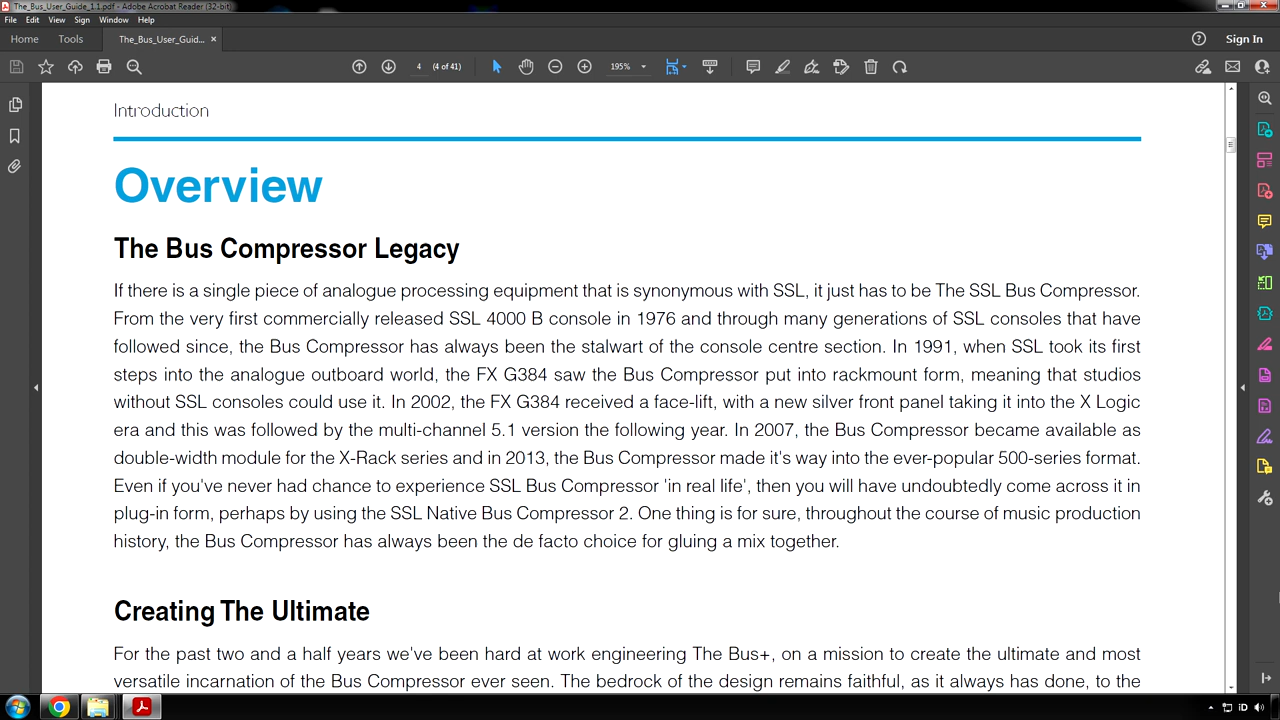 The_Bus_User_Guide_1.1.pdf - Adobe Acrobat Reader (32-bit)
File Edit View Sign Window Help
Home Tools The_Bus_User_Guid... × Sign In
4 (4 of 41) 195%
Introduction
Overview
The Bus Compressor Legacy
If there is a single piece of analogue processing equipment that is synonymous with SSL, it just has to be The SSL Bus Compressor.
From the very first commercially released SSL 4000 B console in 1976 and through many generations of SSL consoles that have
followed since, the Bus Compressor has always been the stalwart of the console centre section. In 1991, when SSL took its first
steps into the analogue outboard world, the FX G384 saw the Bus Compressor put into rackmount form, meaning that studios
without SSL consoles could use it. In 2002, the FX G384 received a face-lift, with a new silver front panel taking it into the X Logic
era and this was followed by the multi-channel 5.1 version the following year. In 2007, the Bus Compressor became available as
double-width module for the X-Rack series and in 2013, the Bus Compressor made it's way into the ever-popular 500-series format.
Even if you've never had chance to experience SSL Bus Compressor 'in real life', then you will have undoubtedly come across it in
plug-in form, perhaps by using the SSL Native Bus Compressor 2. One thing is for sure, throughout the course of music production
history, the Bus Compressor has always been the de facto choice for gluing a mix together.
Creating The Ultimate
For the past two and a half years we've been hard at work engineering The Bus+, on a mission to create the ultimate and most
versatile incarnation of the Bus Compressor ever seen. The bedrock of the design remains faithful, as it always has done, to the
iD